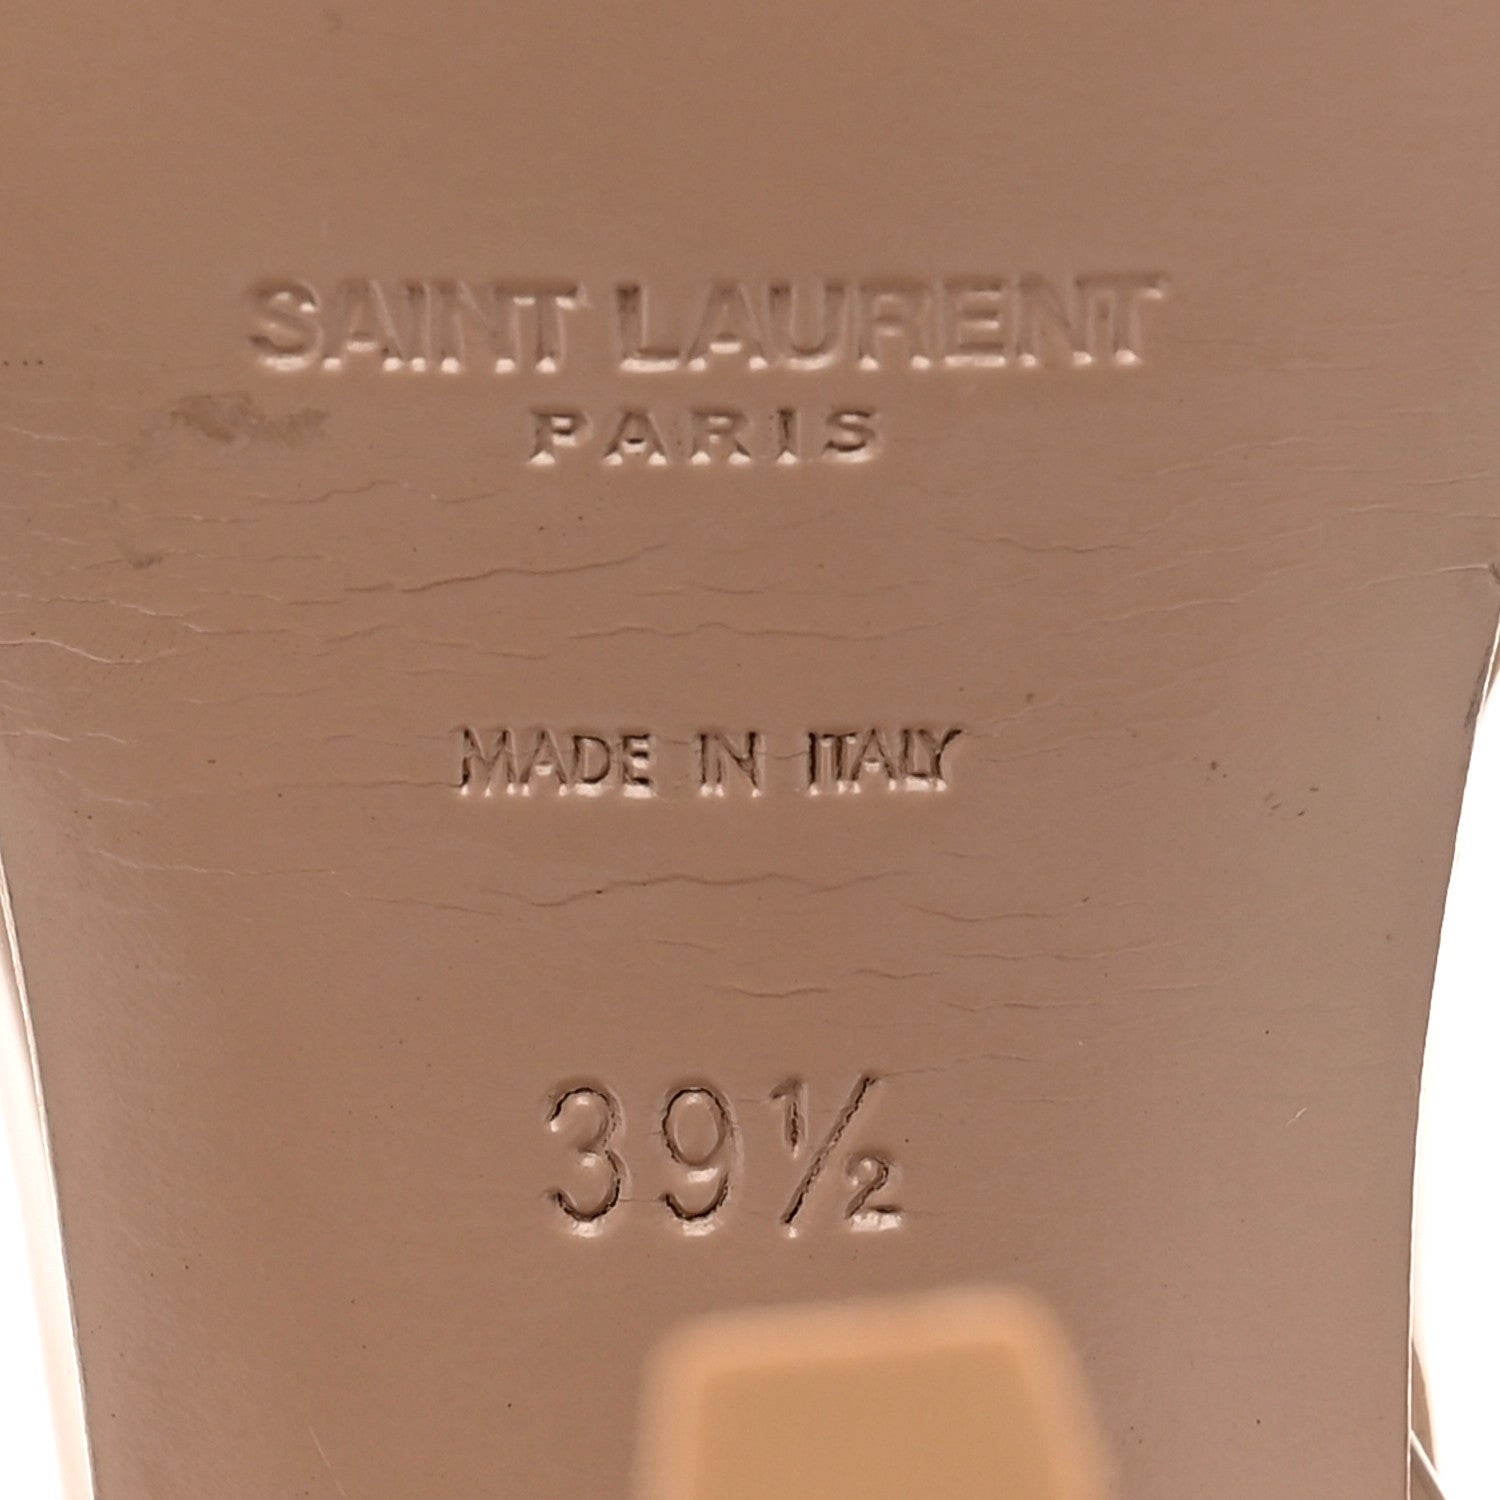 SAINT LAURENT
PARIS
MADE IN ITALY
39½